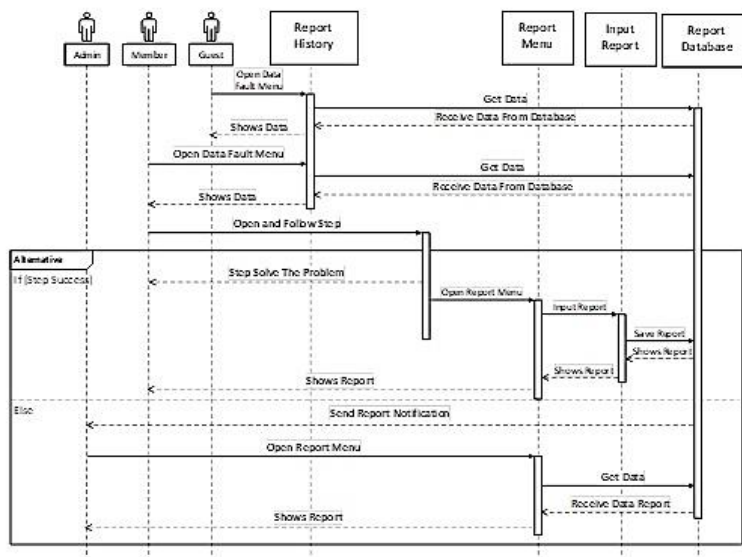 Admin
Member
Guest
Report
History
Report
Menu
Input
Report
Report
Database
Open Data
Fault Menu
Get Data
Receive Data From Database
Shows Data
Open Data Fault Menu
Get Data
Receive Data From Database
Shows Data
Open and Follow Step
Alternative
If [Step Success]
Step Solve The Problem
Open Report Menu
Input Report
Save Report
Shows Report
Shows Report
Shows Report
Else
Send Report Notification
Open Report Menu
Get Data
Receive Data Report
Shows Report